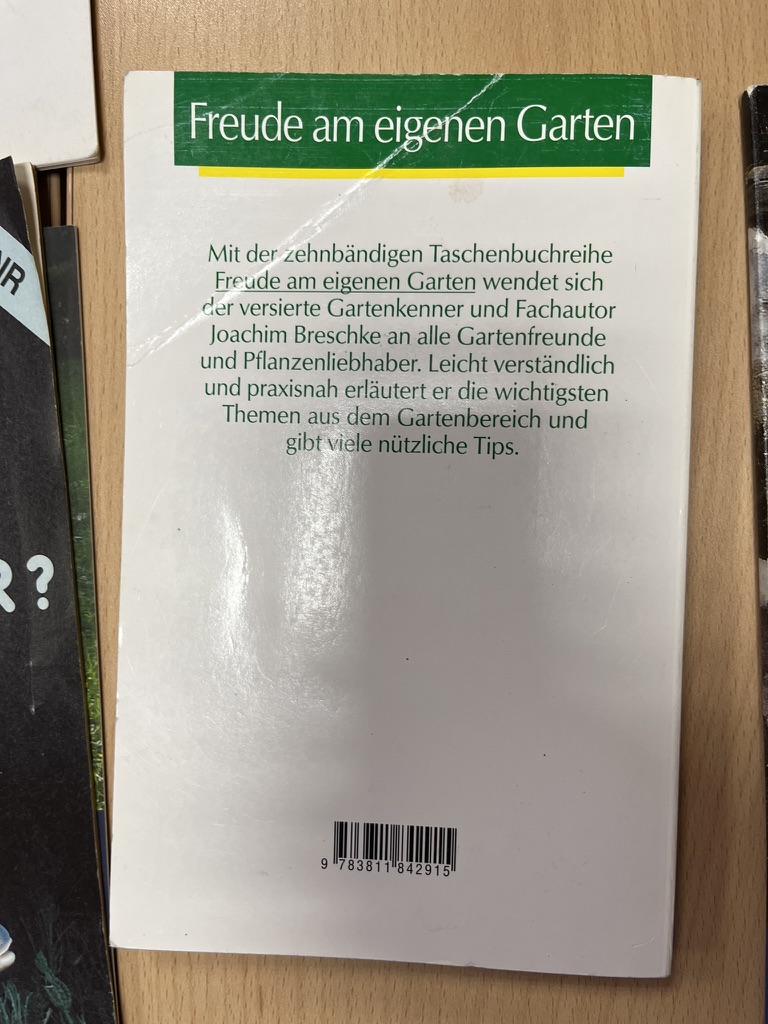 Freude am eigenen Garten
Mit der zehnbändigen Taschenbuchreihe
Freude am eigenen Garten wendet sich
der versierte Gartenkenner und Fachautor
Joachim Breschke an alle Gartenfreunde
und Pflanzenliebhaber. Leicht verständlich
und praxisnah erläutert er die wichtigsten
Themen aus dem Gartenbereich und
gibt viele nützliche Tips.
9 783811 842915
NR
R?